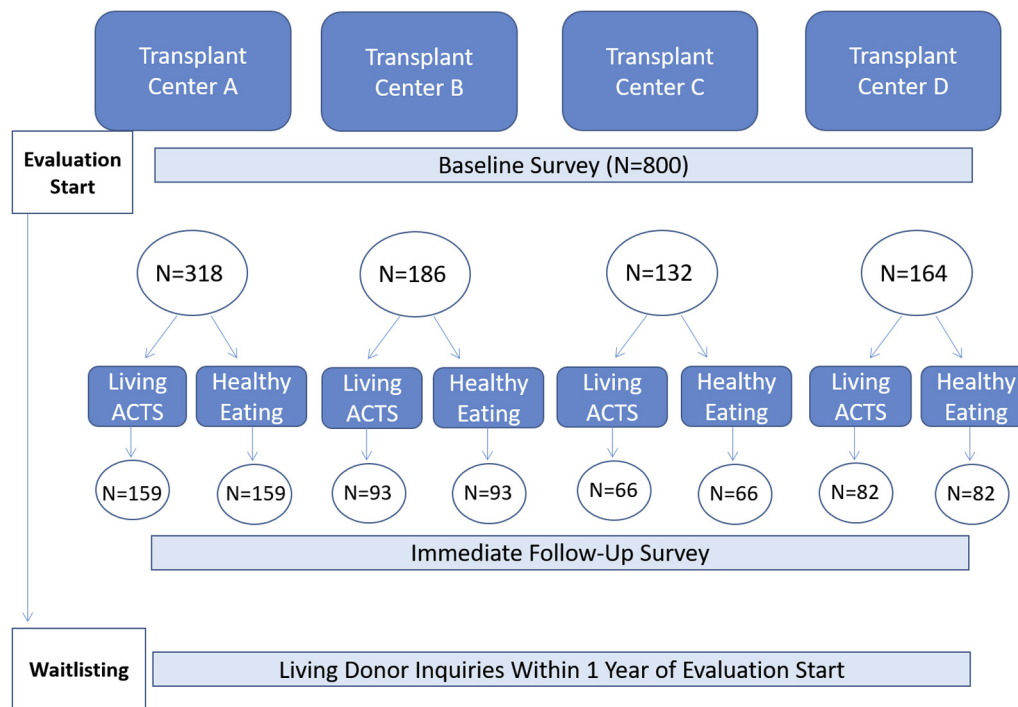 Transplant
Center A
Transplant
Center B
Transplant
Center C
Transplant
Center D
Evaluation
Start
Baseline Survey (N=800)
N=318
N=186
N=132
N=164
Living
ACTS
Healthy
Eating
Living
ACTS
Healthy
Eating
Living
ACTS
Healthy
Eating
Living
ACTS
Healthy
Eating
N=159
N=159
N=93
N=93
N=66
N=66
N=82
N=82
Immediate Follow-Up Survey
Waitlisting
Living Donor Inquiries Within 1 Year of Evaluation Start